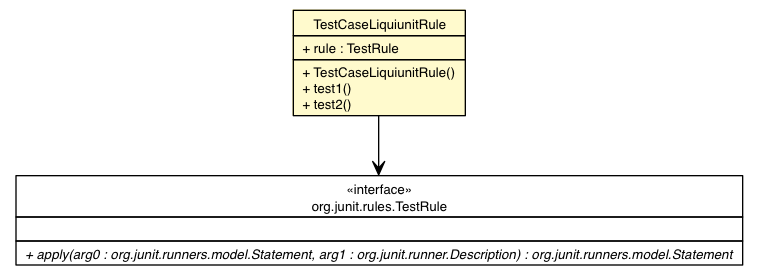 TestCaseLiquiunitRule
+ rule : TestRule
+ TestCaseLiquiunitRule()
+ test1()
+ test2()
«interface»
org.junit.rules.TestRule
+ apply(arg0 : org.junit.runners.model.Statement, arg1 : org.junit.runner.Description) : org.junit.runners.model.Statement